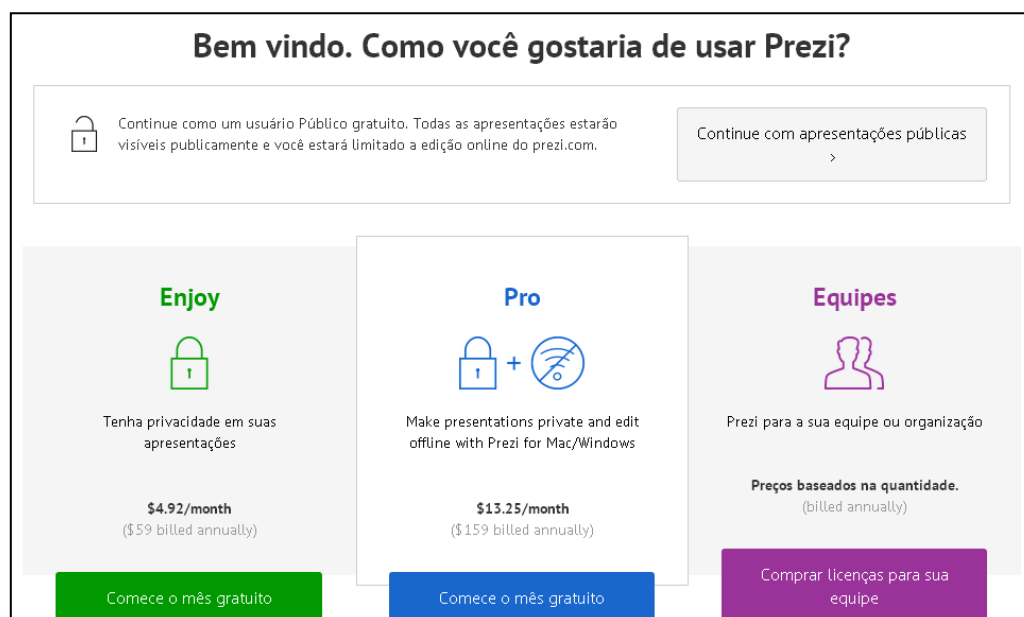 Bem vindo. Como você gostaria de usar Prezi?
Continue como um usuário Público gratuito. Todas as apresentações estarão
visíveis publicamente e você estará limitado a edição online do prezi.com.
Continue com apresentações públicas
>
Enjoy
Tenha privacidade em suas
apresentações
$4.92/month
($59 billed annually)
Comece o mês gratuito
Pro
Make presentations private and edit
offline with Prezi for Mac/Windows
$13.25/month
($159 billed annually)
Comece o mês gratuito
Equipes
Prezi para a sua equipe ou organização
Preços baseados na quantidade.
(billed annually)
Comprar licenças para sua
equipe